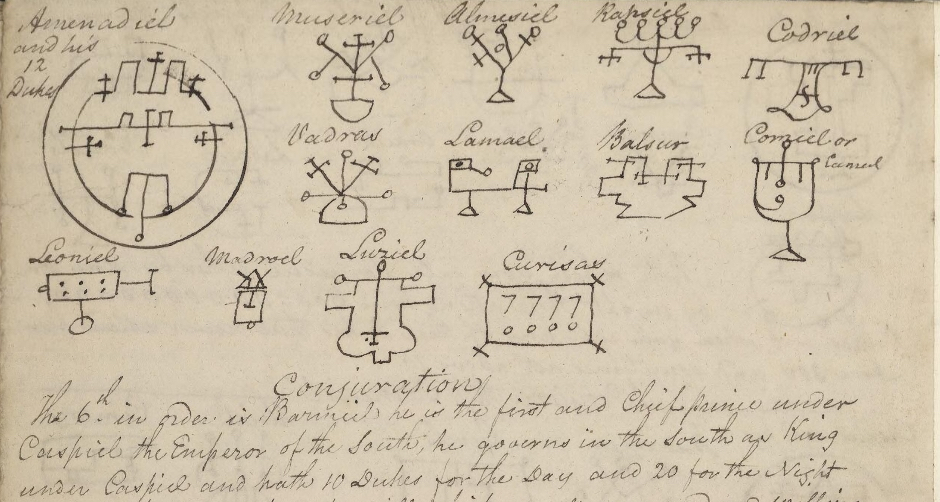 Amenadiel
and his
12
Dukes
Museriel
Almesiel
Rapsiel
Codriel
Vadras
Lamael
Balsur
Corziel or
Leoniel
Madroel
Luziel
Curisas
7777
Conjuration
The 6th in order is Barmiel he is the first and Chief prince under
Caspiel the Emperor of the South, he governs in the South as King
under Caspiel and hath 10 Dukes for the Day and 20 for the Night